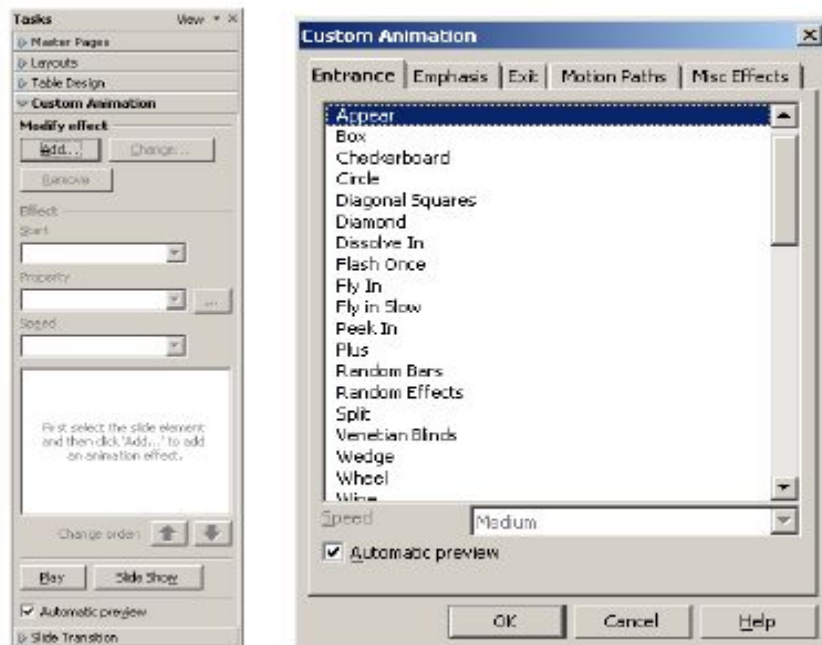 Tasks View
Master Pages
Layouts
Table Design
Custom Animation
Modify effect
Add... Change...
Remove
Effect
Start
Property
...
Speed
First select the slide element
and then click 'Add...' to add
an animation effect.
Change order:
Play Slide Show
Automatic preview
Slide Transition
Custom Animation
Entrance Emphasis Exit Motion Paths Misc Effects
Appear
Box
Checkerboard
Circle
Diagonal Squares
Diamond
Dissolve In
Flash Once
Fly In
Fly in Slow
Peek In
Plus
Random Bars
Random Effects
Split
Venetian Blinds
Wedge
Wheel
Wipe
Speed Medium
Automatic preview
OK Cancel Help